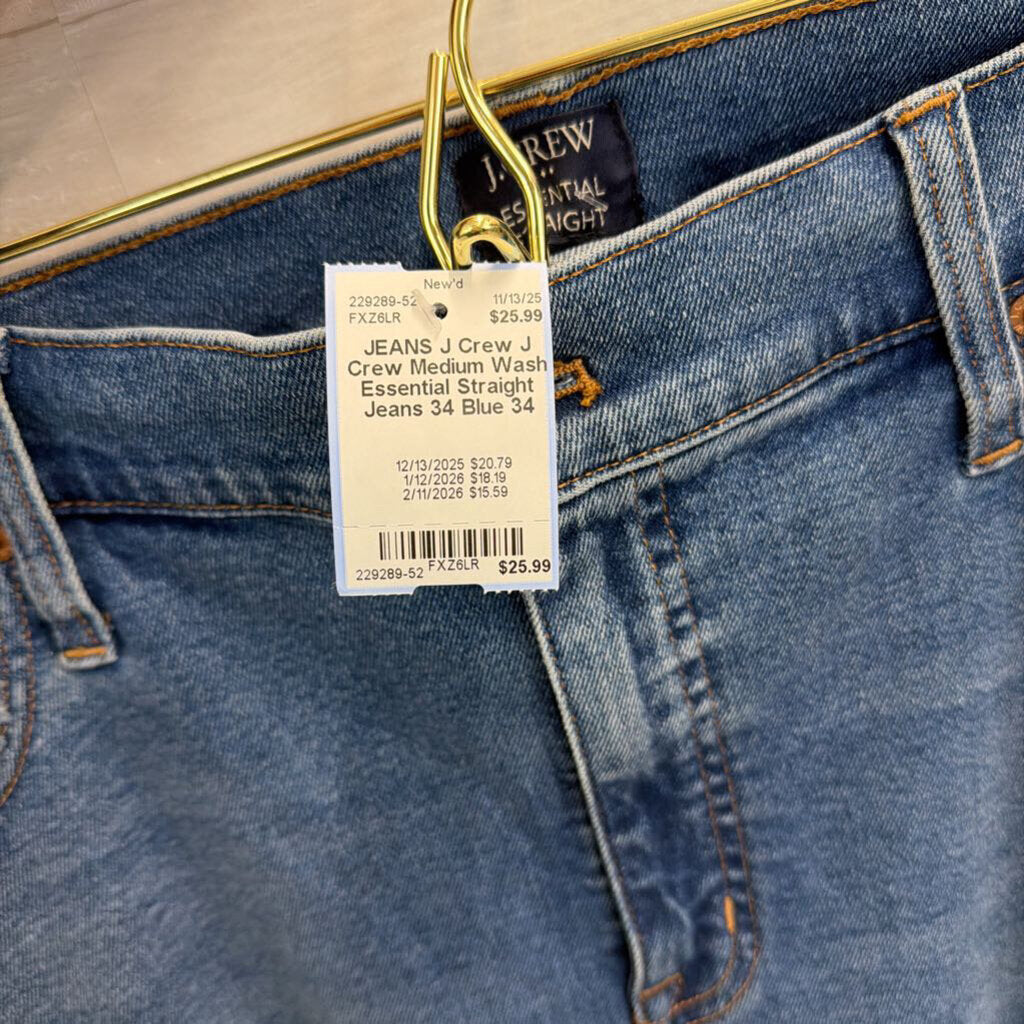 J.CREW
ESSENTIAL
STRAIGHT
New'd
229289-52 11/13/25
FXZ6LR $25.99
JEANS J Crew J
Crew Medium Wash
Essential Straight
Jeans 34 Blue 34
12/13/2025 $20.79
1/12/2026 $18.19
2/11/2026 $15.59
229289-52 FXZ6LR $25.99